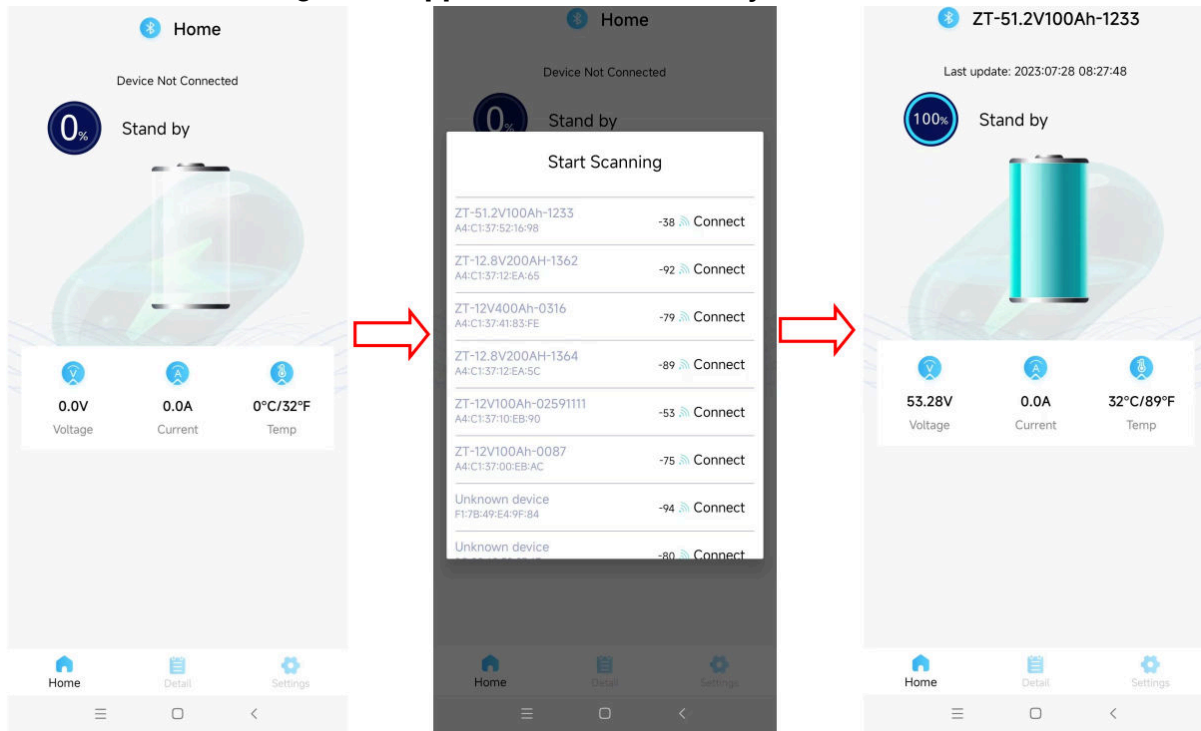 Home
Device Not Connected
0%
Stand by
0.0V
0.0A
0°C/32°F
Voltage
Current
Temp
Home
Detail
Settings
Home
Device Not Connected
0%
Stand by
Start Scanning
ZT-51.2V100Ah-1233
A4:C1:37:52:16:98
-38 Connect
ZT-12.8V200AH-1362
A4:C1:37:12:EA:65
-92 Connect
ZT-12V400Ah-0316
A4:C1:37:41:83:FE
-79 Connect
ZT-12.8V200AH-1364
A4:C1:37:12:EA:5C
-89 Connect
ZT-12V100Ah-02591111
A4:C1:37:10:EB:90
-53 Connect
ZT-12V100Ah-0087
A4:C1:37:00:EB:AC
-75 Connect
Unknown device
F1:7B:49:E4:9F:84
-94 Connect
Unknown device
-80 Connect
Home
Detail
Settings
ZT-51.2V100Ah-1233
Last update: 2023:07:28 08:27:48
100%
Stand by
V
A
53.28V
0.0A
32°C/89°F
Voltage
Current
Temp
Home
Detail
Settings